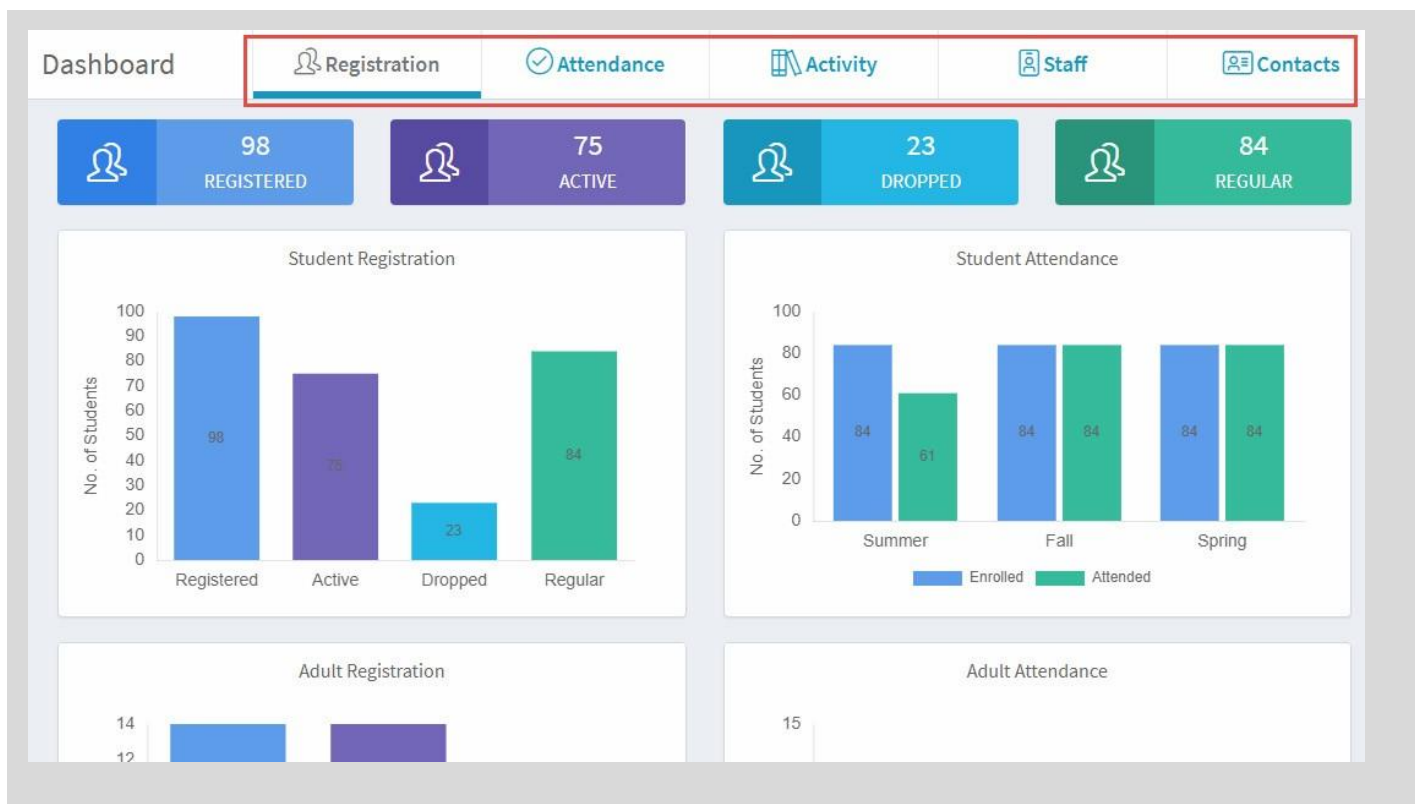 Dashboard
Registration
Attendance
Activity
Staff
Contacts
98
REGISTERED
75
ACTIVE
23
DROPPED
84
REGULAR
Student Registration
No. of Students
100
90
80
70
60
50
40
30
20
10
0
98
75
23
84
Registered Active Dropped Regular
Student Attendance
No. of Students
100
80
60
40
20
0
84 61 84 84 84 84
Summer Fall Spring
Enrolled Attended
Adult Registration
14
12
Adult Attendance
15